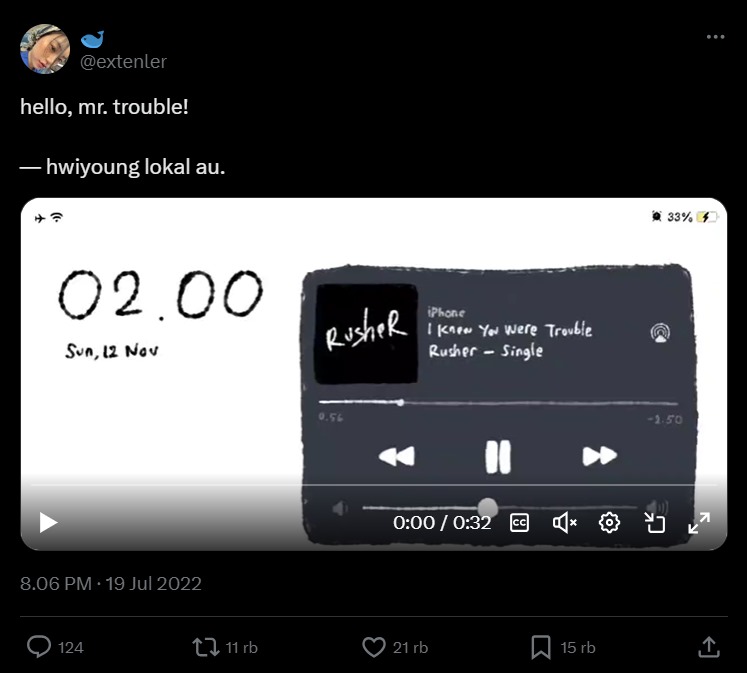 @extenler
hello, mr. trouble!
— hwiyoung lokal au.
33%
02.00
Sun, 12 Nov
RusheR
iPhone
I Knew You Were Trouble
Rusher – Single
0.56
-2.50
0:00 / 0:32
CC
8.06 PM · 19 Jul 2022
124
11 rb
21 rb
15 rb